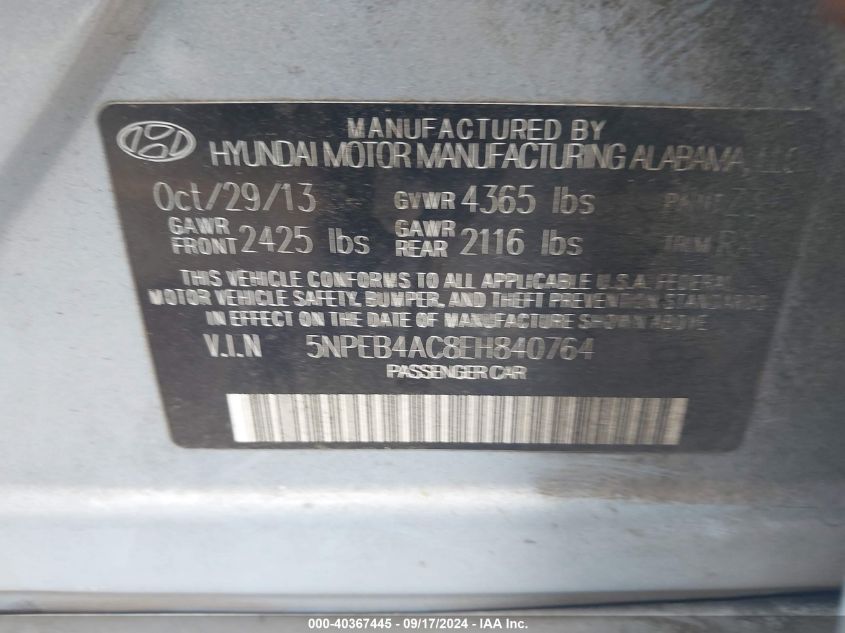 MANUFACTURED BY
HYUNDAI MOTOR MANUFACTURING ALABAMA, LLC
Oct/29/13 GVWR 4365 lbs PAINT
GAWR FRONT 2425 lbs GAWR REAR 2116 lbs TRIM
THIS VEHICLE CONFORMS TO ALL APPLICABLE U.S.A. FEDERAL
MOTOR VEHICLE SAFETY, BUMPER, AND THEFT PREVENTION STANDARDS
IN EFFECT ON THE DATE OF MANUFACTURE SHOWN ABOVE.
V.I.N 5NPEB4AC8EH840764
PASSENGER CAR
000-40367445 - 09/17/2024 - IAA Inc.